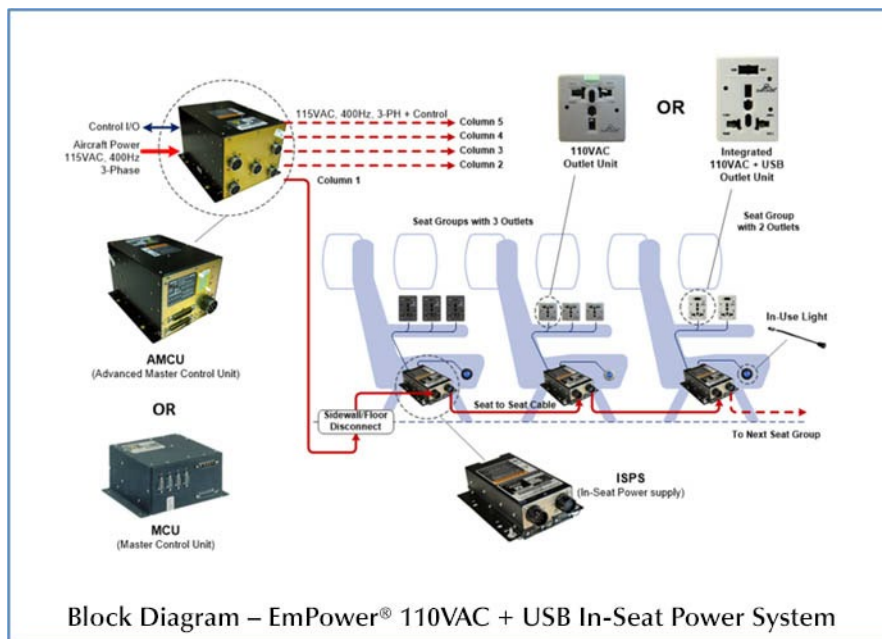 115VAC, 400Hz, 3-PH + Control
Control I/O
Aircraft Power
115VAC, 400Hz
3-Phase
Column 5
Column 4
Column 3
Column 2
Column 1
110VAC
Outlet Unit
OR
Integrated
110VAC + USB
Outlet Unit
Seat Groups with 3 Outlets
Seat Group
with 2 Outlets
In-Use Light
AMCU
(Advanced Master Control Unit)
OR
MCU
(Master Control Unit)
Sidewall/Floor
Disconnect
Seat to Seat Cable
To Next Seat Group
ISPS
(In-Seat Power supply)
Block Diagram – EmPower® 110VAC + USB In-Seat Power System